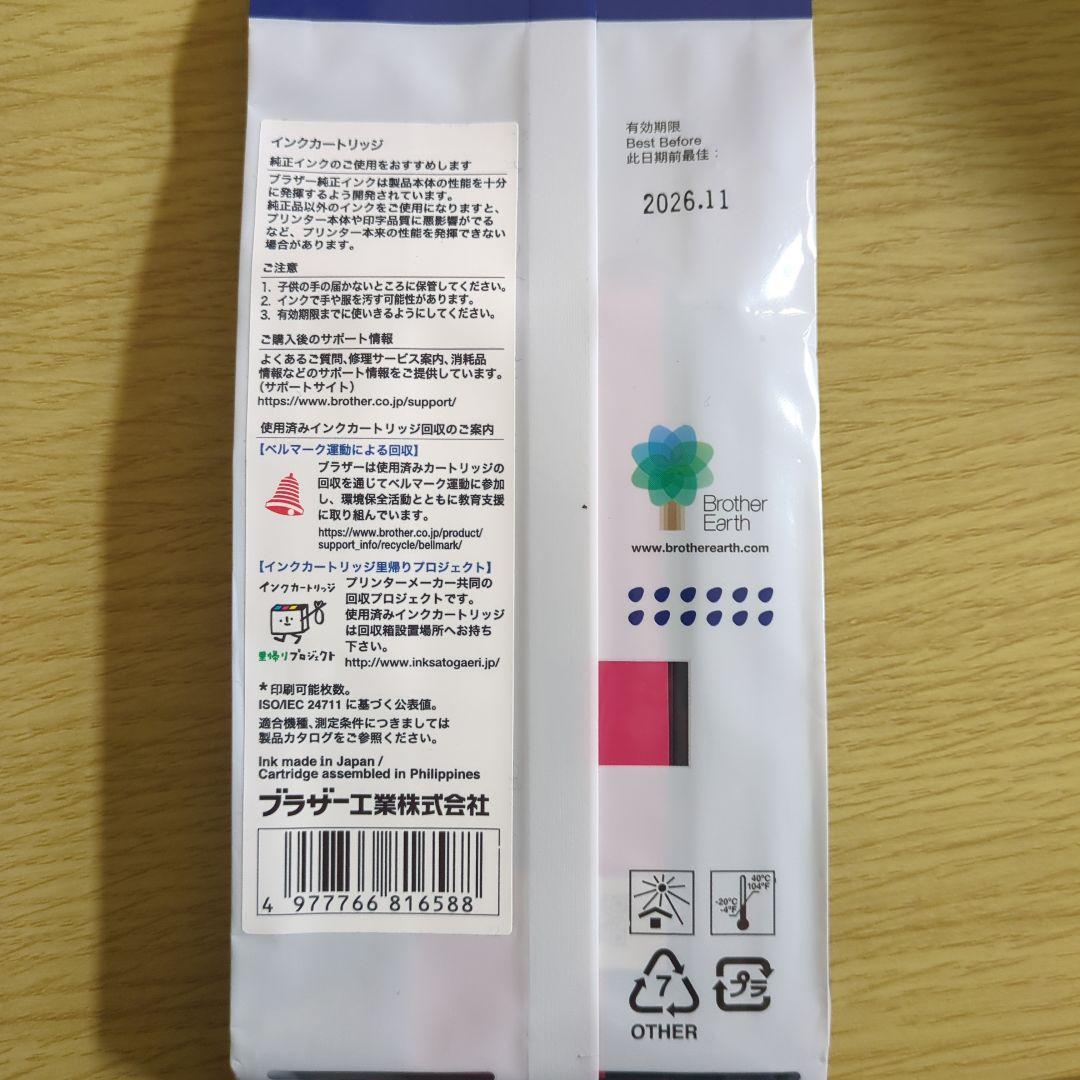 インクカートリッジ
純正インクのご使用をおすすめします
ブラザー純正インクは製品本体の性能を十分
に発揮するよう開発されています。
純正品以外のインクをご使用になりますと、
プリンター本体や印字品質に悪影響がでる
など、プリンター本来の性能を発揮できない
場合があります。
ご注意
1. 子供の手の届かないところに保管してください。
2. インクで手や服を汚す可能性があります。
3. 有効期限までに使いきるようにしてください。
ご購入後のサポート情報
よくあるご質問、修理サービス案内、消耗品
情報などのサポート情報をご提供しています。
（サポートサイト）
https://www.brother.co.jp/support/
使用済みインクカートリッジ回収のご案内
【ベルマーク運動による回収】
ブラザーは使用済みカートリッジの
回収を通じてベルマーク運動に参加
し、環境保全活動とともに教育支援
に取り組んでいます。
https://www.brother.co.jp/product/
support_info/recycle/bellmark/
【インクカートリッジ里帰りプロジェクト】
インクカートリッジ
里帰りプロジェクト
プリンターメーカー共同の
回収プロジェクトです。
使用済みインクカートリッジ
は回収箱設置場所へお持ち
下さい。
http://www.inksatogaeri.jp/
*印刷可能枚数。
ISO/IEC 24711 に基づく公表値。
適合機種、測定条件につきましては
製品カタログをご参照ください。
Ink made in Japan /
Cartridge assembled in Philippines
ブラザー工業株式会社
4 977766 816588
有効期限
Best Before
此日期前最佳：
2026.11
Brother
Earth
www.brotherearth.com
40°C
104°F
-20°C
-4°F
7
OTHER
プラ